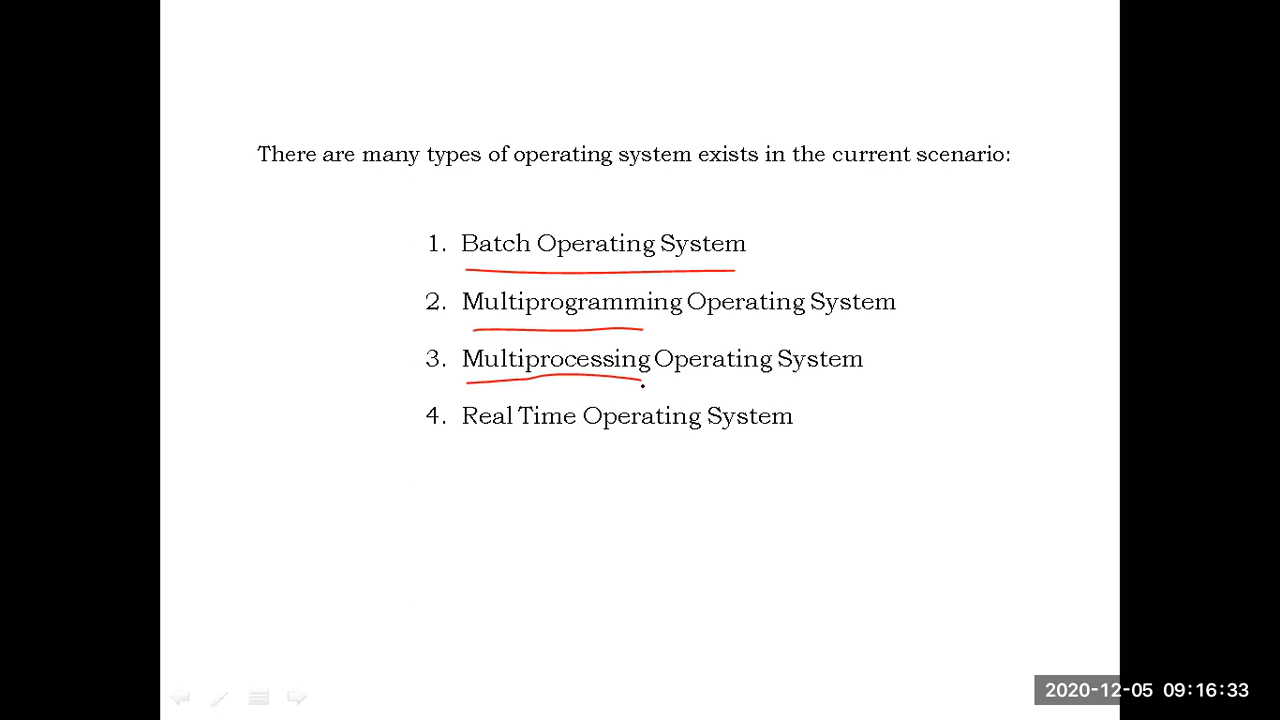 There are many types of operating system exists in the current scenario:
1. Batch Operating System
2. Multiprogramming Operating System
3. Multiprocessing Operating System
4. Real Time Operating System
2020-12-05 09:16:33